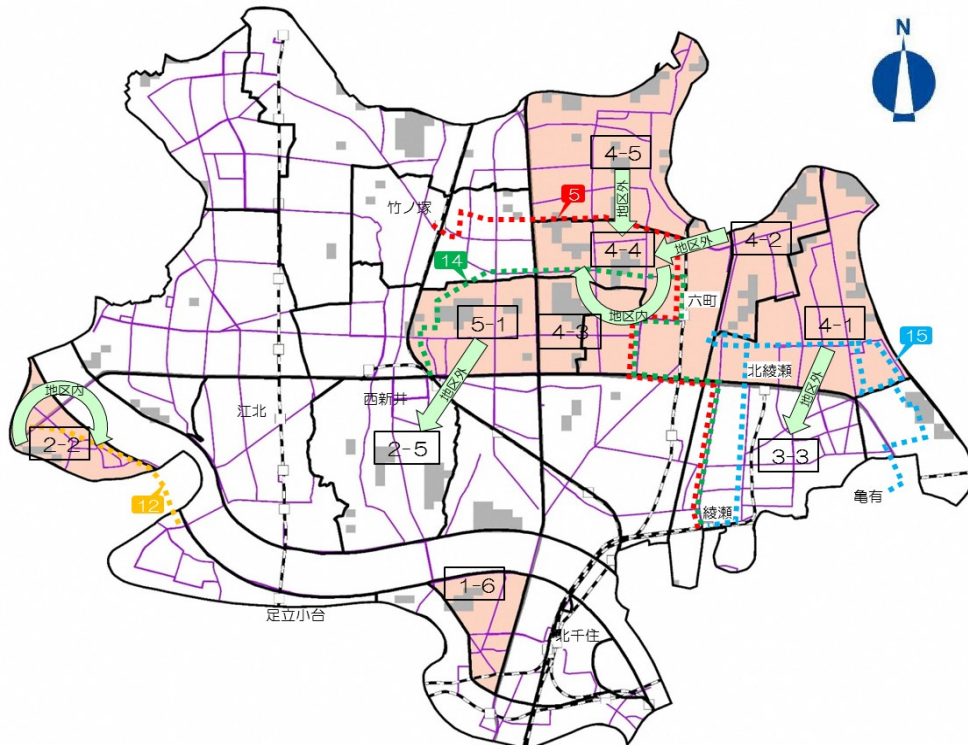 N
4-5
地区外
5
竹ノ塚
4-4
地区外
4-2
14
地区内
六町
5-1
4-3
4-1
15
地区外
北綾瀬
地区外
地区内
江北
西新井
2-2
2-5
3-3
12
綾瀬
亀有
1-6
足立小台
北千住